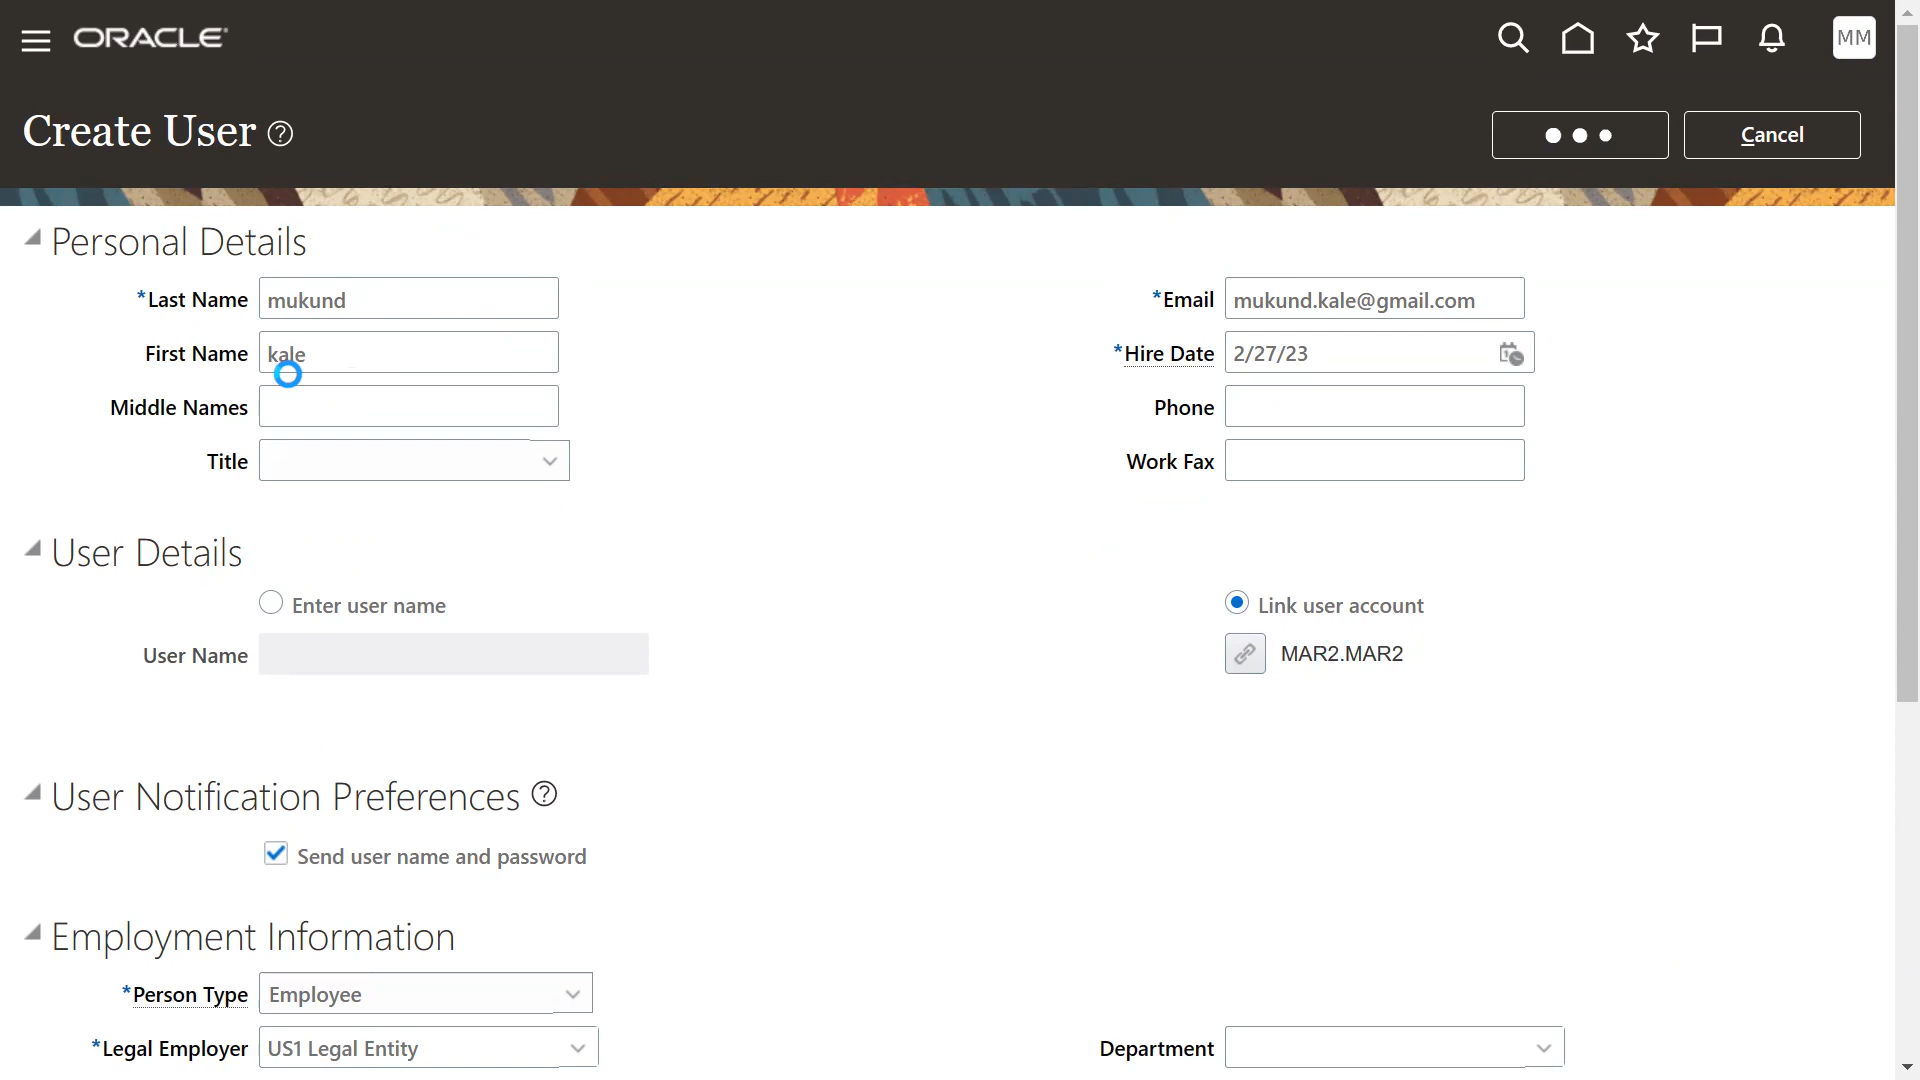 ORACLE
MM
Create User
Cancel
Personal Details
*Last Name mukund
*Email mukund.kale@gmail.com
First Name kale
*Hire Date 2/27/23
Middle Names
Phone
Title
Work Fax
User Details
Enter user name
Link user account
User Name
MAR2.MAR2
User Notification Preferences
Send user name and password
Employment Information
*Person Type Employee
*Legal Employer US1 Legal Entity
Department